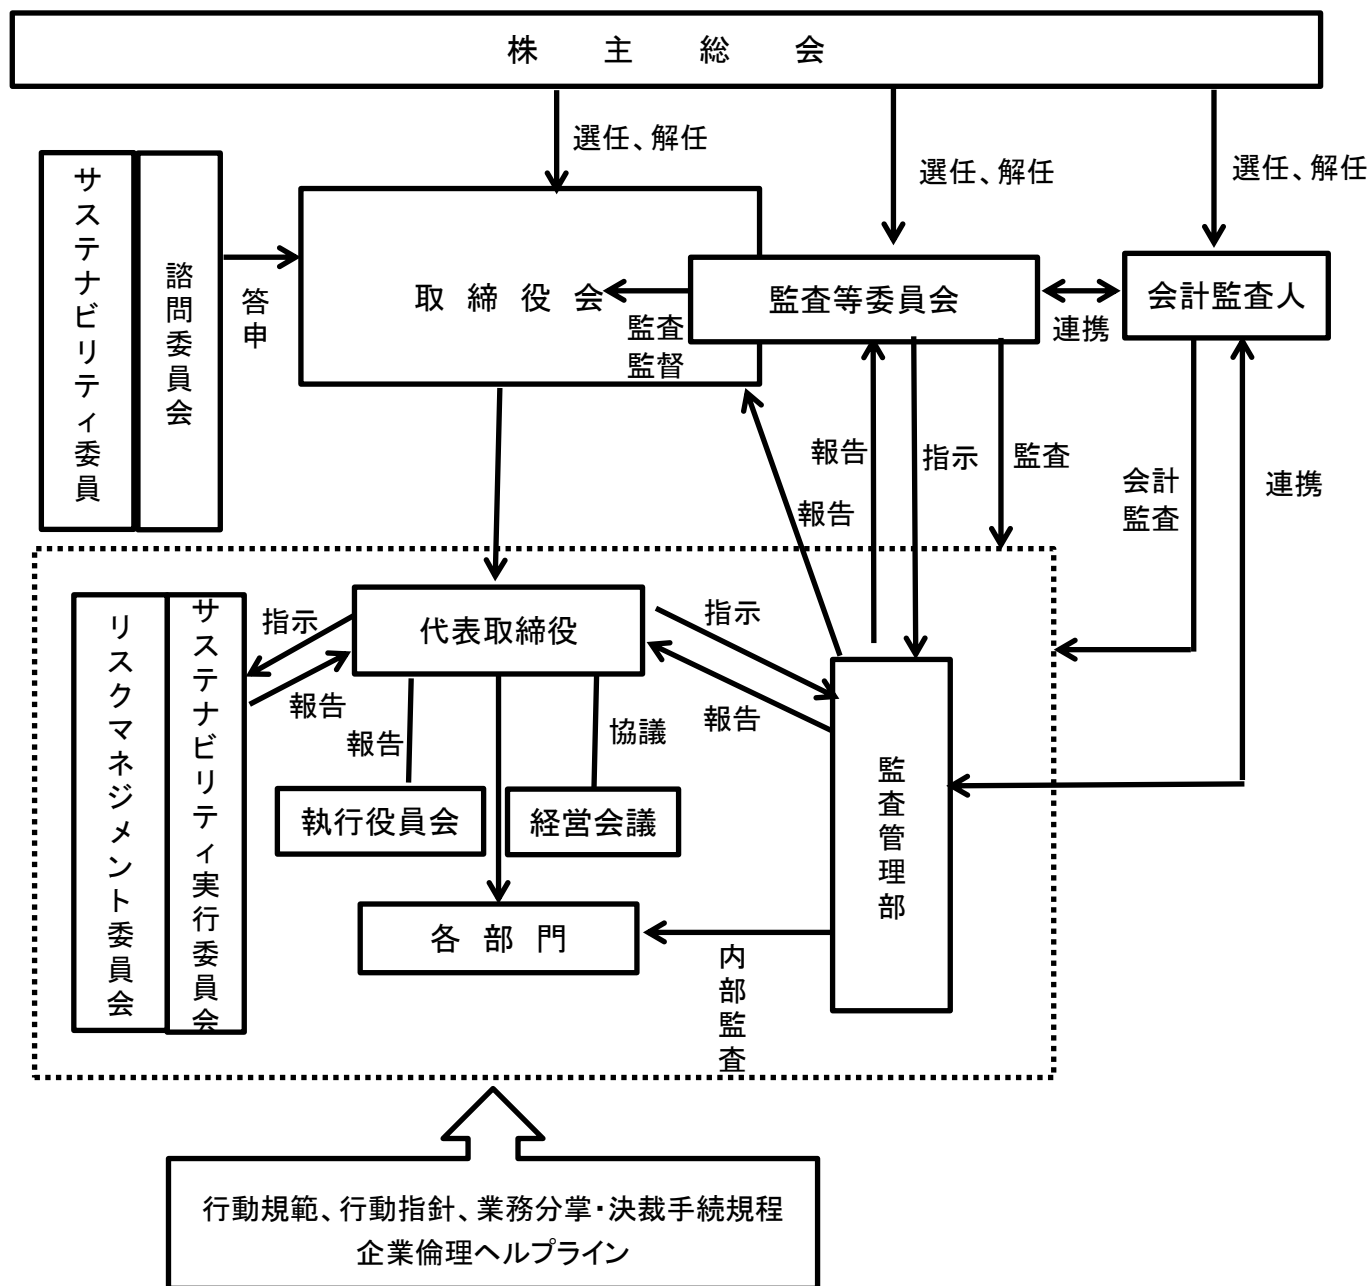 株 主 総 会
選任、解任
選任、解任
選任、解任
サステナビリティ委員
諮問委員会
答申
取 締 役 会
監査
監督
監査等委員会
連携
会計監査人
報告
指示
監査
報告
会計
監査
連携
リスクマネジメント委員会
サステナビリティ実行委員会
指示
報告
代表取締役
指示
報告
報告
協議
執行役員会
経営会議
監査管理部
各 部 門
内部監査
行動規範、行動指針、業務分掌・決裁手続規程
企業倫理ヘルプライン